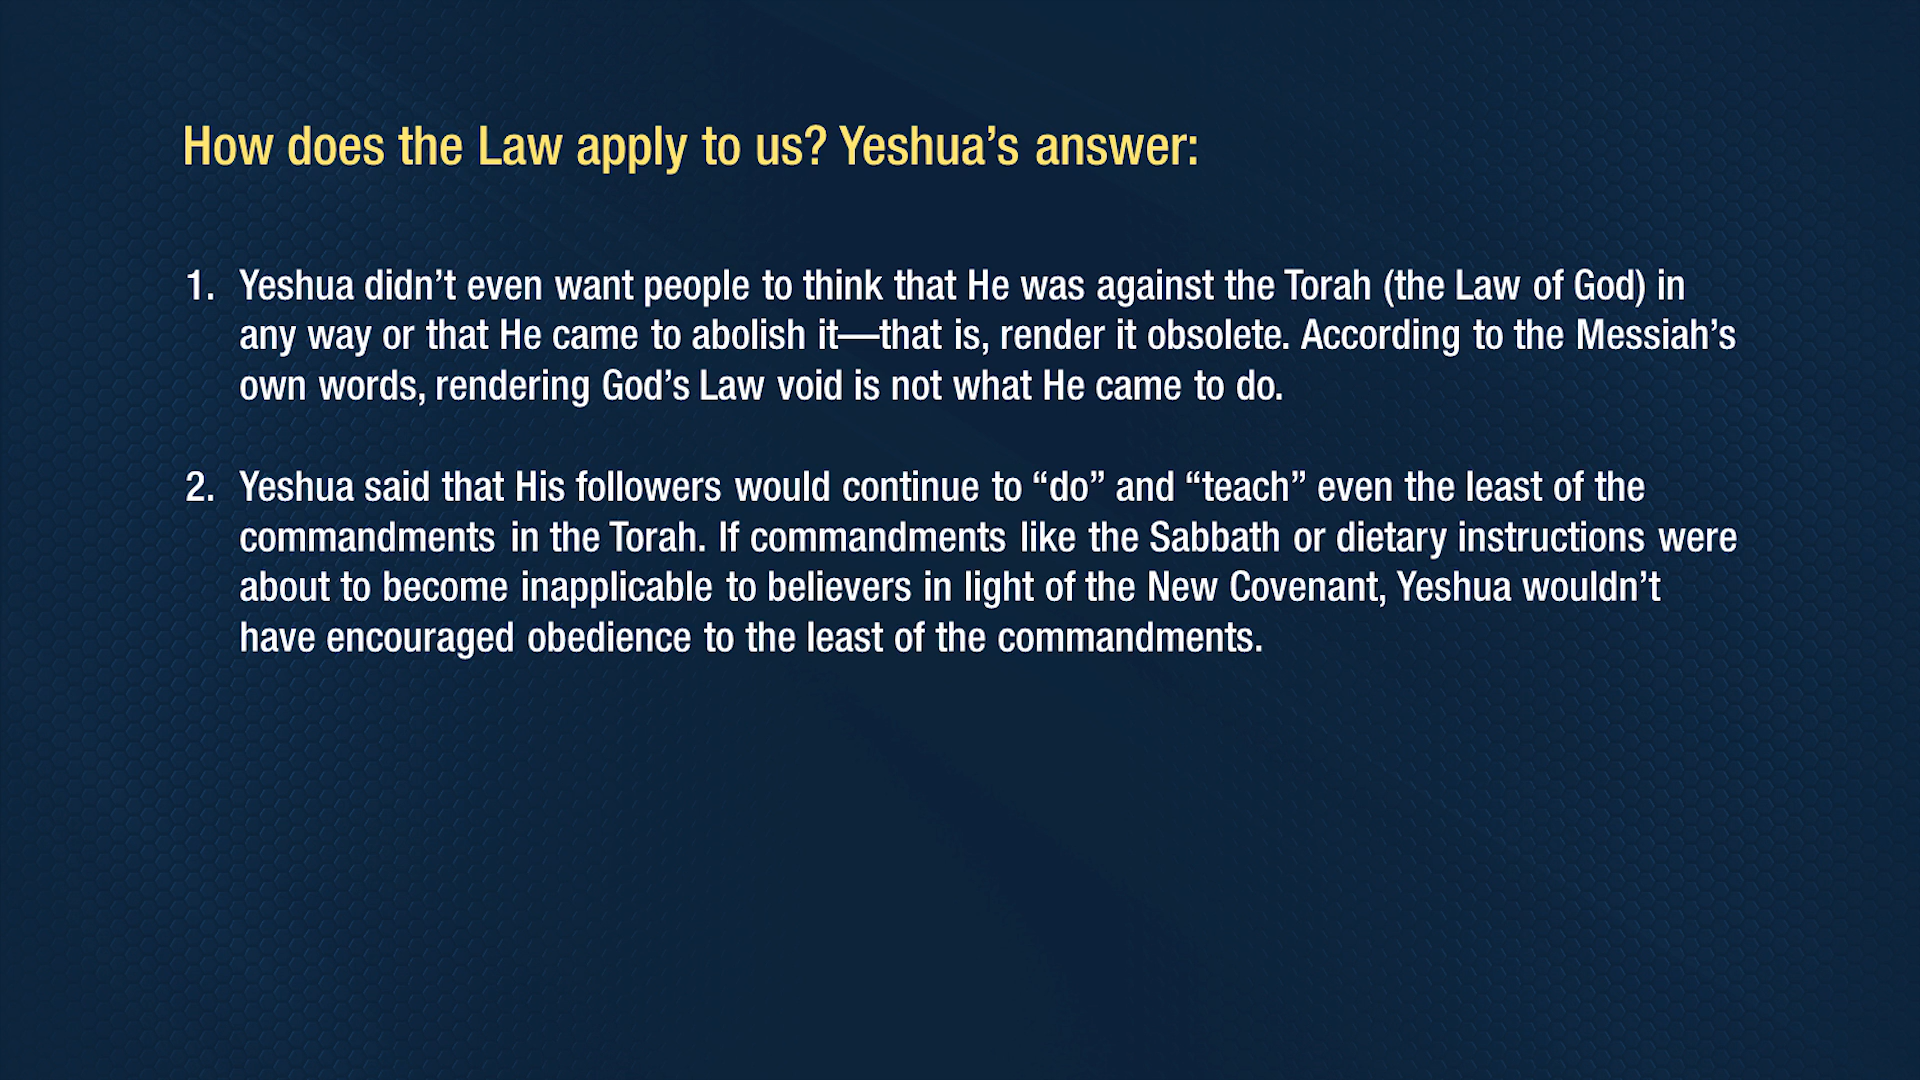 How does the Law apply to us? Yeshua’s answer:
1. Yeshua didn’t even want people to think that He was against the Torah (the Law of God) in
any way or that He came to abolish it—that is, render it obsolete. According to the Messiah’s
own words, rendering God’s Law void is not what He came to do.
2. Yeshua said that His followers would continue to “do” and “teach” even the least of the
commandments in the Torah. If commandments like the Sabbath or dietary instructions were
about to become inapplicable to believers in light of the New Covenant, Yeshua wouldn’t
have encouraged obedience to the least of the commandments.